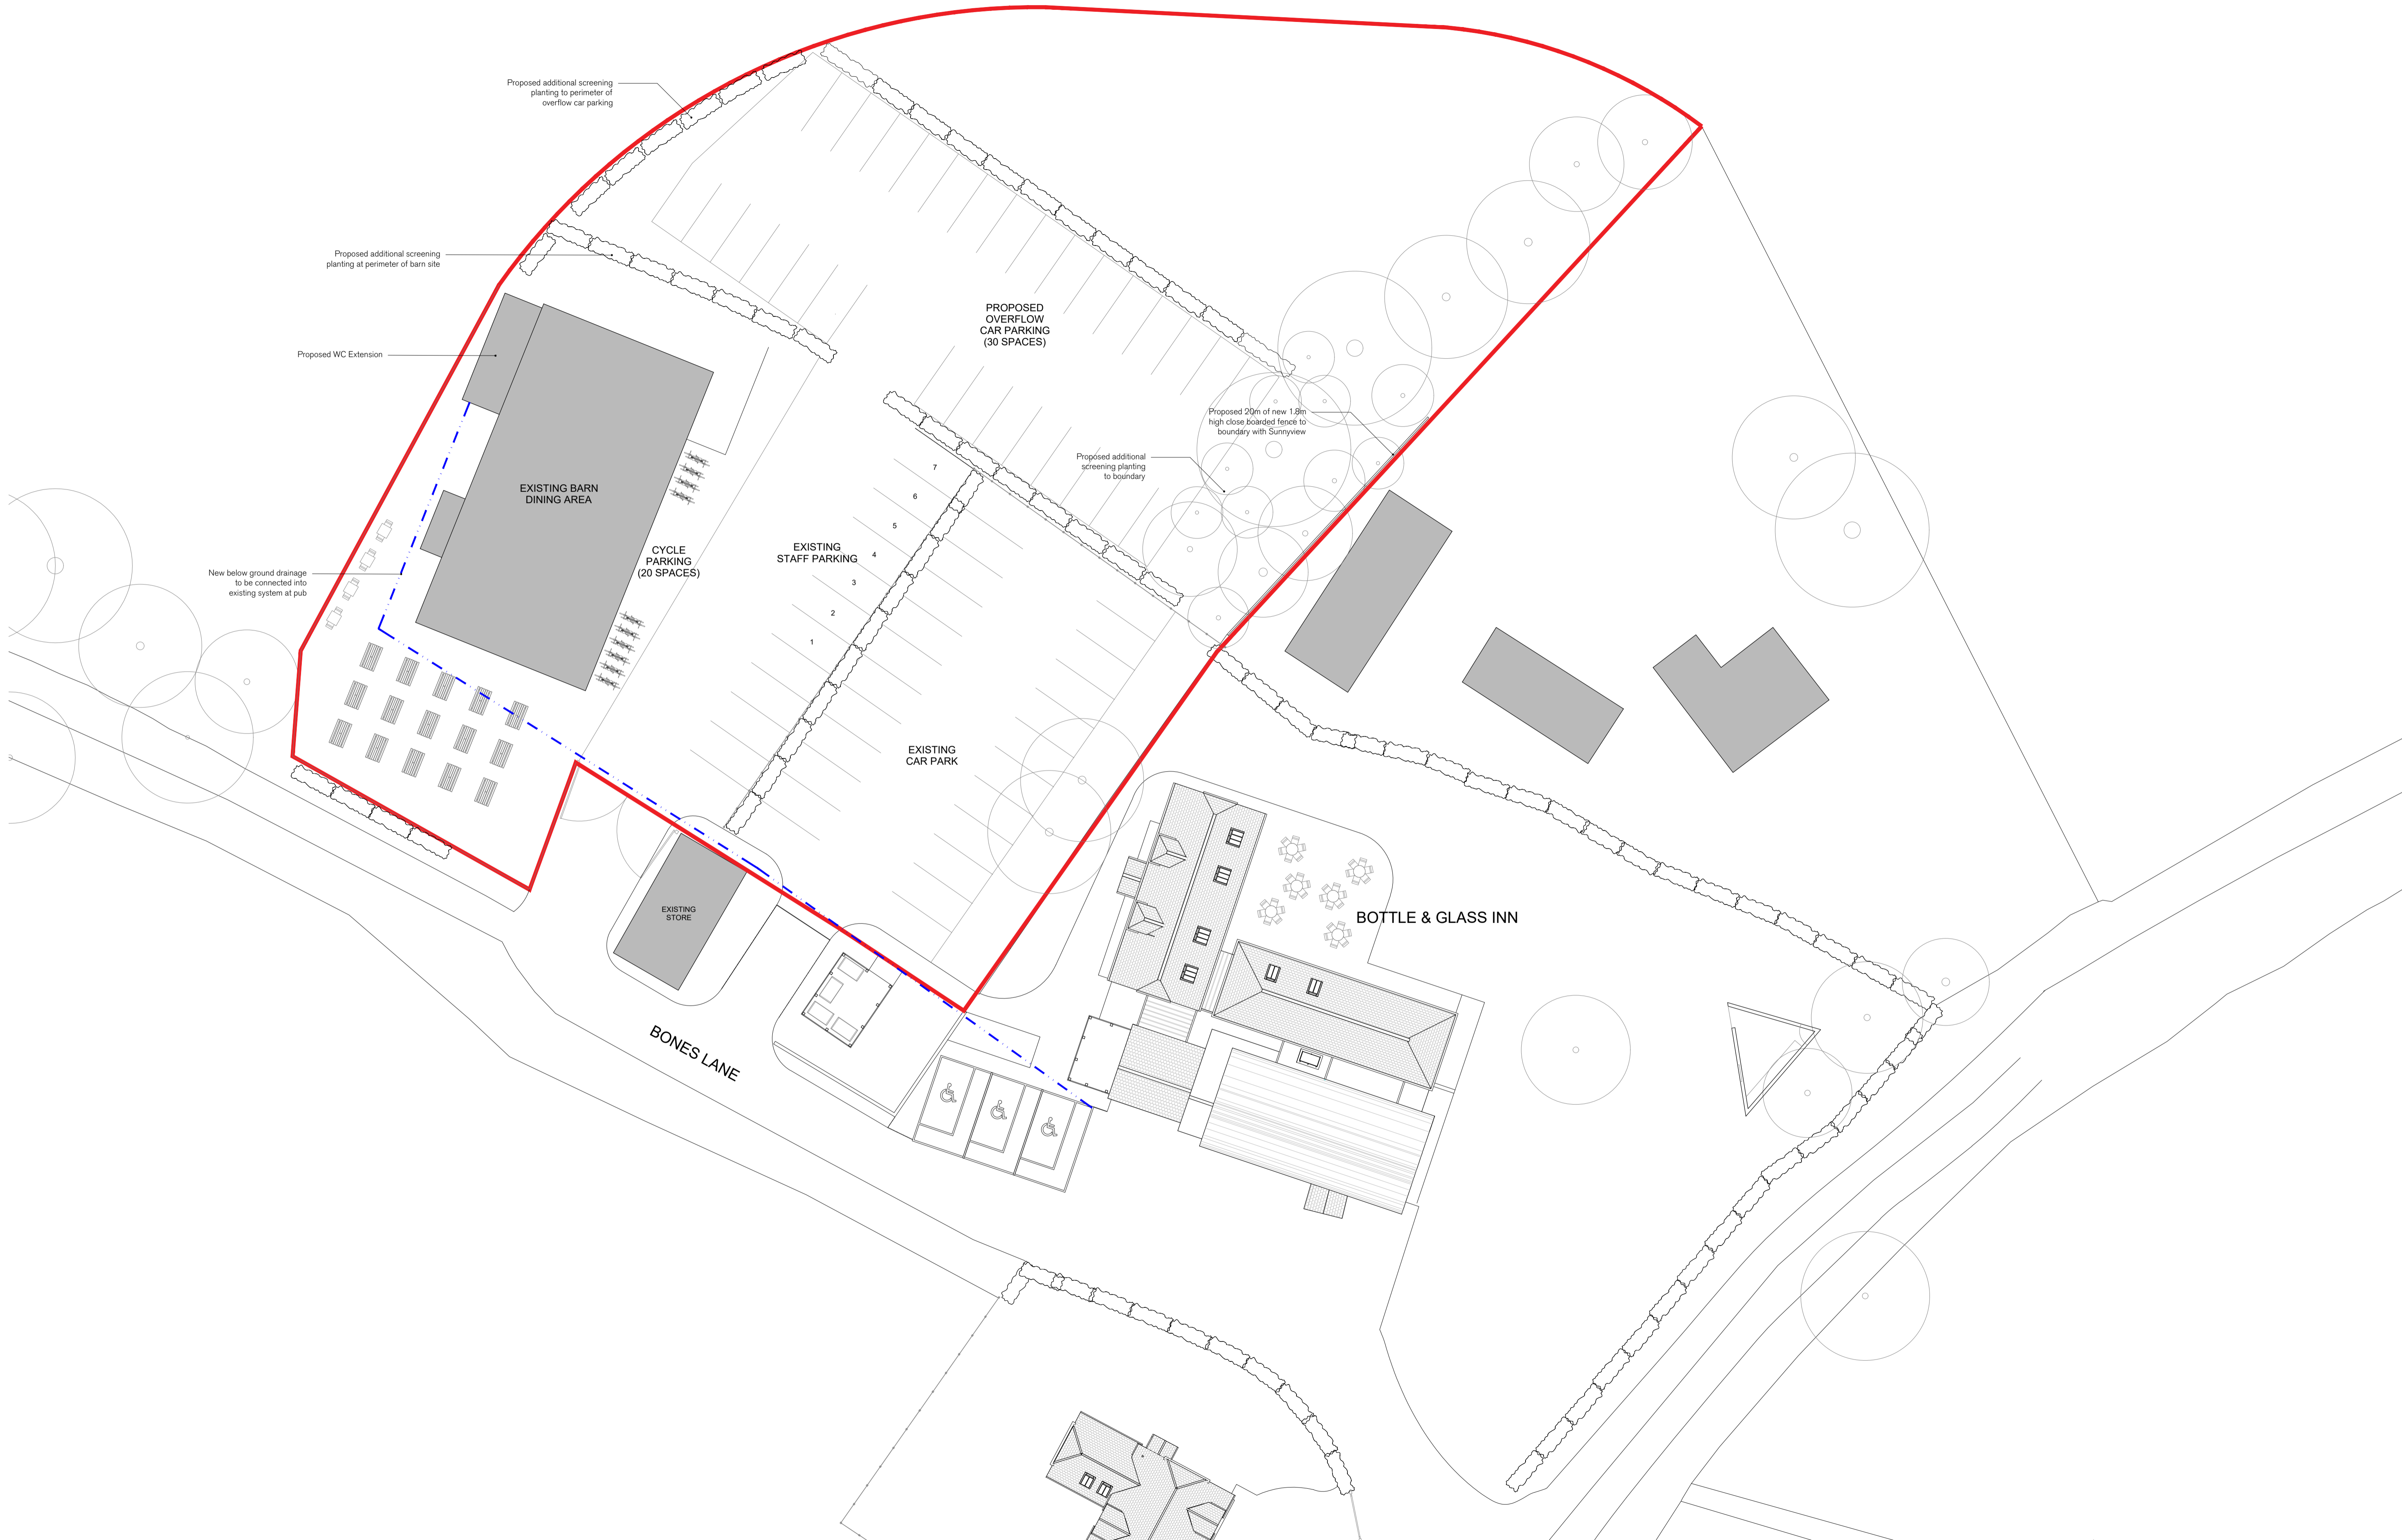 Proposed additional screening
planting to perimeter of
overflow car parking
Proposed additional screening
planting at perimeter of barn site
PROPOSED
OVERFLOW
CAR PARKING
(30 SPACES)
Proposed WC Extension
Proposed 20m of new 1.8m
high close boarded fence to
boundary with Sunnyview
Proposed additional
screening planting
to boundary
7
6
5
4
3
2
1
EXISTING BARN
DINING AREA
EXISTING
STAFF PARKING
CYCLE
PARKING
(20 SPACES)
New below ground drainage
to be connected into
existing system at pub
EXISTING
CAR PARK
EXISTING
STORE
BOTTLE & GLASS INN
BONES LANE